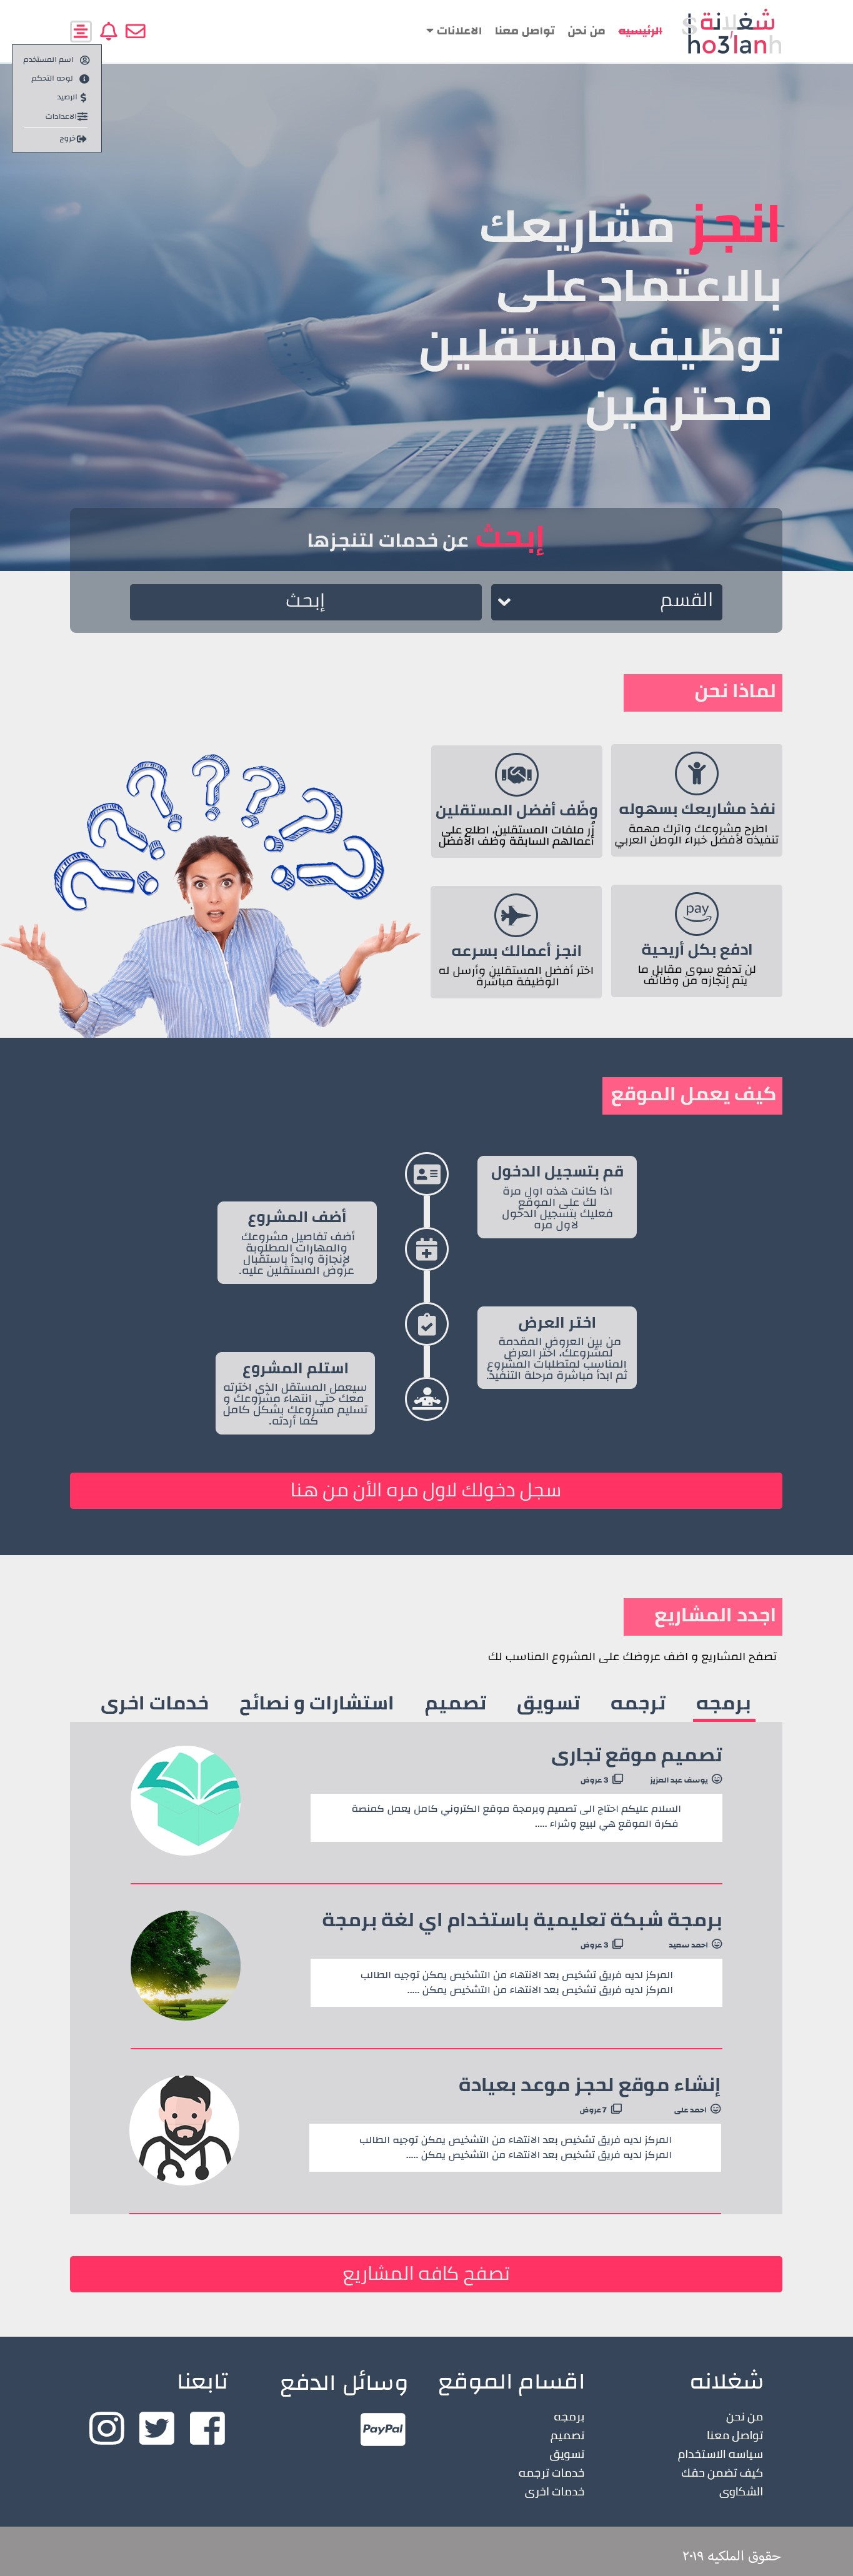 شغلانة
ho3'lanh
الرئيسيه
من نحن
تواصل معنا
الاعلانات
اسم المستخدم
لوحه التحكم
الرصيد
الاعدادات
خروج
انجز مشاريعك
بالاعتماد على
توظيف مستقلين
محترفين
إبحث عن خدمات لتنجزها
القسم
إبحث
لماذا نحن
نفذ مشاريعك بسهوله
اطرح مشروعك واترك مهمة
تنفيذه لأفضل خبراء الوطن العربي
وظّف أفضل المستقلين
زُر ملفات المستقلين، اطلع على
أعمالهم السابقة وظف الأفضل
pay
ادفع بكل أريحية
لن تدفع سوى مقابل ما
يتم إنجازه من وظائف
انجز أعمالك بسرعه
اختر أفضل المستقلين وأرسل له
الوظيفة مباشرة
كيف يعمل الموقع
قم بتسجيل الدخول
اذا كانت هذه اول مرة
لك على الموقع
فعليك بتسجيل الدخول
لاول مره
أضف المشروع
أضف تفاصيل مشروعك
والمهارات المطلوبة
لإنجازة وابدأ باستقبال
عروض المستقلين عليه.
اختر العرض
من بين العروض المقدمة
لمشروعك، اختر العرض
المناسب لمتطلبات المشروع
ثم ابدأ مباشرة مرحلة التنفيذ.
استلم المشروع
سيعمل المستقل الذى اخترته
معك حتى انتهاء مشروعك و
تسليم مشروعك بشكل كامل
كما أردته.
سجل دخولك لاول مره الأن من هنا
اجدد المشاريع
تصفح المشاريع و اضف عروضك على المشروع المناسب لك
برمجه
ترجمه
تسويق
تصميم
استشارات و نصائح
خدمات اخرى
تصميم موقع تجارى
يوسف عبد العزيز
3 عروض
السلام عليكم احتاج الى تصميم وبرمجة موقع الكتروني كامل يعمل كمنصة
فكرة الموقع هي لبيع وشراء .....
برمجة شبكة تعليمية باستخدام اي لغة برمجة
احمد سعيد
3 عروض
المركز لديه فريق تشخيص بعد الانتهاء من التشخيص يمكن توجيه الطالب
المركز لديه فريق تشخيص بعد الانتهاء من التشخيص يمكن .....
إنشاء موقع لحجز موعد بعيادة
احمد على
7 عروض
المركز لديه فريق تشخيص بعد الانتهاء من التشخيص يمكن توجيه الطالب
المركز لديه فريق تشخيص بعد الانتهاء من التشخيص يمكن .....
تصفح كافه المشاريع
شغلانه
من نحن
تواصل معنا
سياسه الاستخدام
كيف تضمن حقك
الشكاوى
اقسام الموقع
برمجه
تصميم
تسويق
خدمات ترجمه
خدمات اخرى
وسائل الدفع
PayPal
تابعنا
حقوق الملكيه ٢٠١٩